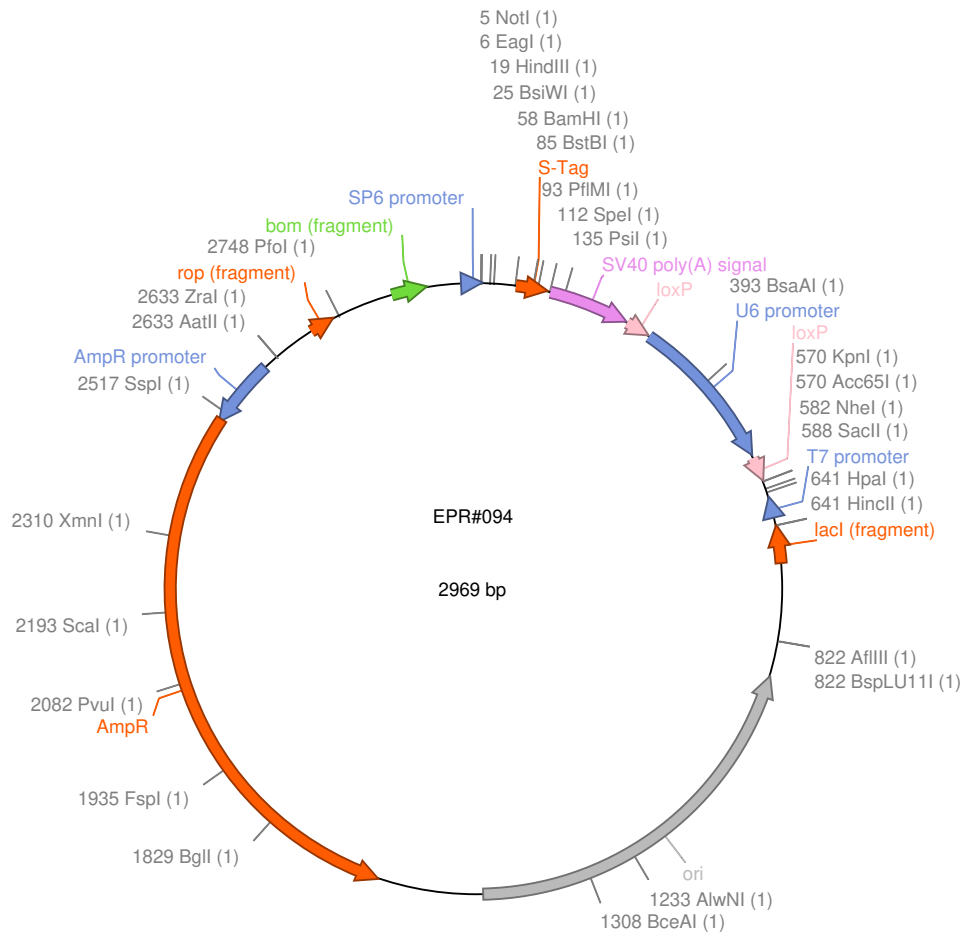 5 NotI (1)
6 EagI (1)
19 HindIII (1)
25 BsiWI (1)
58 BamHI (1)
85 BstBI (1)
S-Tag
93 PflMI (1)
112 SpeI (1)
135 PsiI (1)
SV40 poly(A) signal
loxP
393 BsaAI (1)
U6 promoter
loxP
570 KpnI (1)
570 Acc65I (1)
582 NheI (1)
588 SacII (1)
T7 promoter
641 HpaI (1)
641 HincII (1)
lacI (fragment)
822 AflIII (1)
822 BspLU11I (1)
ori
1233 AlwNI (1)
1308 BceAI (1)
1829 BglI (1)
1935 FspI (1)
AmpR
2082 PvuI (1)
2193 ScaI (1)
2310 XmnI (1)
2517 SspI (1)
AmpR promoter
2633 AatII (1)
2633 ZraI (1)
rop (fragment)
2748 PfoI (1)
bom (fragment)
SP6 promoter
EPR#094
2969 bp